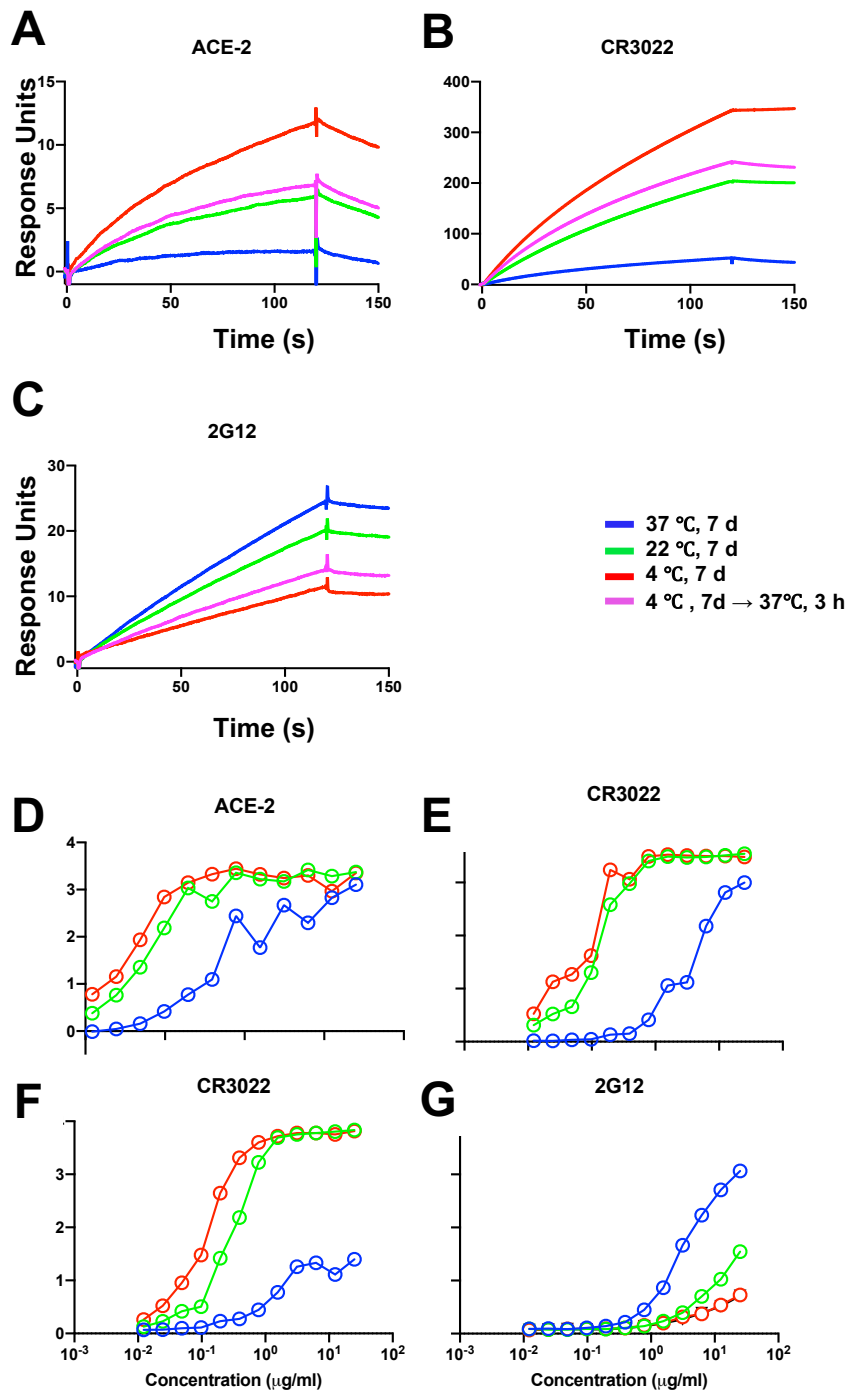 A
B
ACE-2
CR3022
Response Units
15
10
5
0
0 50 100 150
Time (s)
400
300
200
100
0
0 50 100 150
Time (s)
C
2G12
Response Units
30
20
10
0
0 50 100 150
Time (s)
37 ℃, 7 d
22 ℃, 7 d
4 ℃, 7 d
4 ℃ , 7d → 37℃, 3 h
D
ACE-2
E
CR3022
4
3
2
1
0
F
CR3022
G
2G12
3
2
1
0
10-3 10-2 10-1 100 101 102
Concentration (μg/ml)
10-3 10-2 10-1 100 101 102
Concentration (μg/ml)